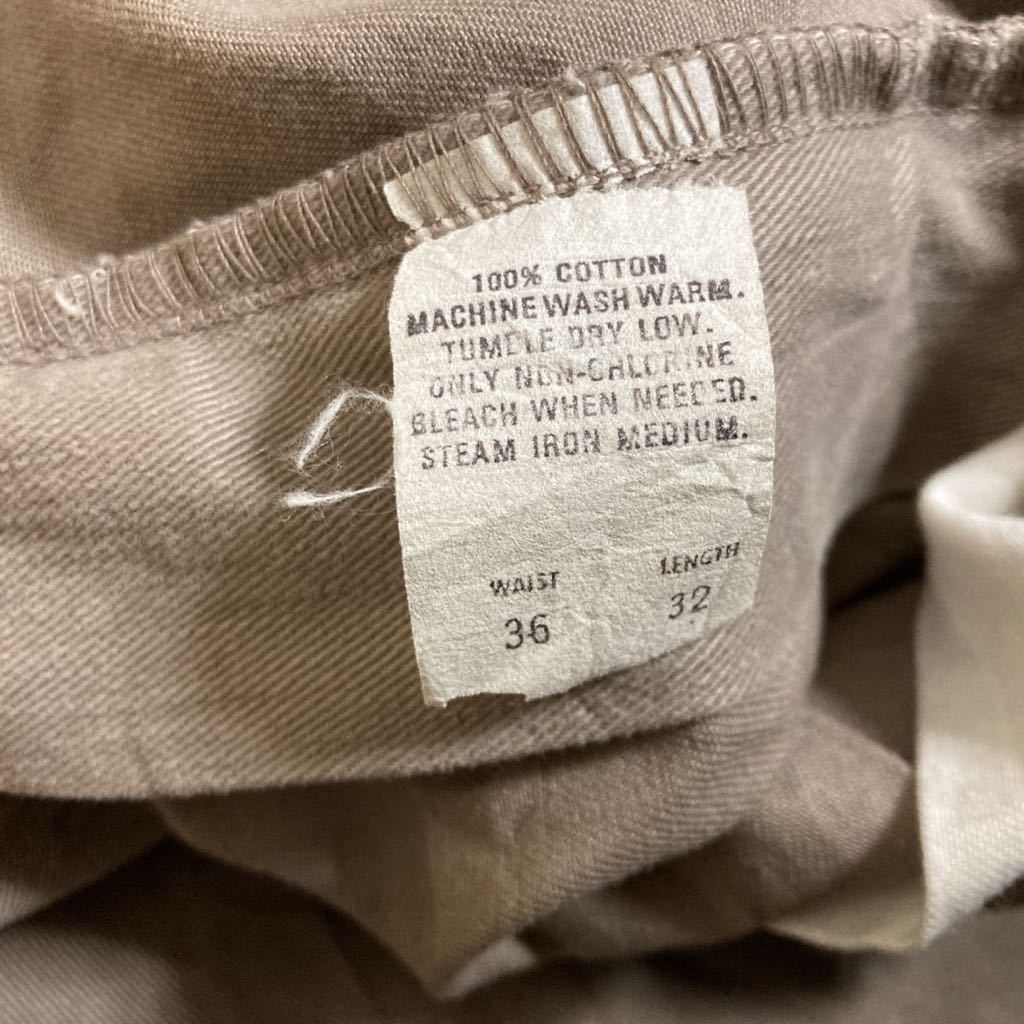 100% COTTON
MACHINE WASH WARM.
TUMBLE DRY LOW.
ONLY NON-CHLORINE
BLEACH WHEN NEEDED.
STEAM IRON MEDIUM.
WAIST LENGTH
36 32